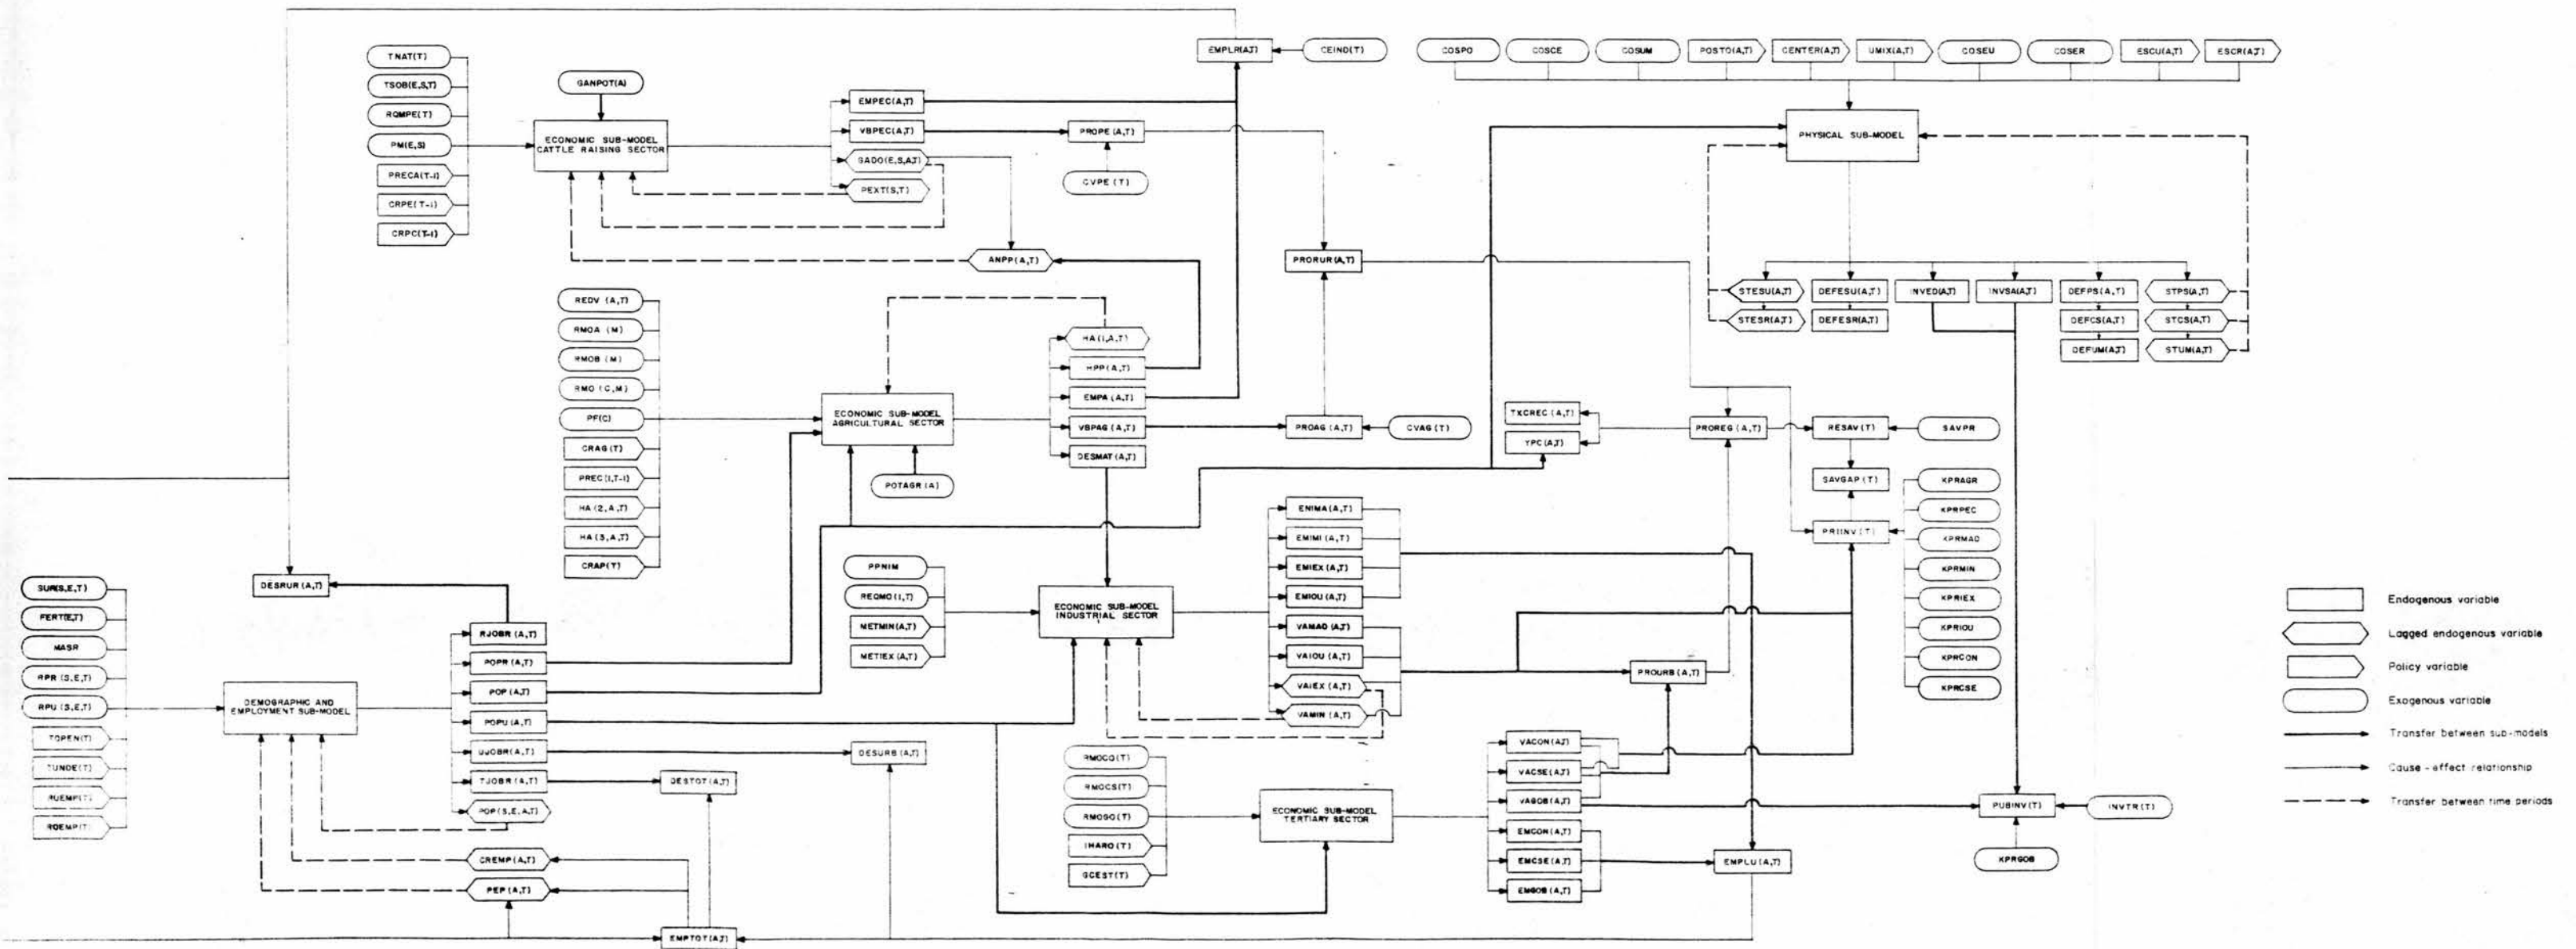 EMPLR(A,T)
CEIND(T)
COSPO
COSCE
COSUM
POSTO(A,T)
CENTER(A,T)
UMIX(A,T)
COSEU
COSER
ESCU(A,T)
ESCR(A,T)
TNAT(T)
TSOB(E,S,T)
RQMPE(T)
PM(E,S)
PRECA(T-1)
CRPE(T-1)
CRPC(T-1)
GANPOT(A)
ECONOMIC SUB-MODEL
CATTLE RAISING SECTOR
EMPEC(A,T)
VBPEC(A,T)
GADO(E,S,A,T)
PEXT(S,T)
PROPE(A,T)
CVPE (T)
ANPP(A,T)
PRORUR(A,T)
PHYSICAL SUB-MODEL
STESU(A,T)
STESR(A,T)
DEFESU(A,T)
DEFESR(A,T)
INVED(A,T)
INVSA(A,T)
DEFPS(A,T)
DEFCS(A,T)
DEFUM(A,T)
STPS(A,T)
STCS(A,T)
STUM(A,T)
REDV (A,T)
RMOA (M)
RMOB (M)
RMO (C,M)
PF(C)
CRAG (T)
PREC(1,T-1)
HA (2,A,T)
HA (3,A,T)
CRAP(T)
ECONOMIC SUB-MODEL
AGRICULTURAL SECTOR
POTAGR (A)
HA (1,A,T)
HPP (A,T)
EMPA (A,T)
VBPAG (A,T)
DESMAT (A,T)
PROAG (A,T)
CVAG (T)
TXCREC (A,T)
YPC (A,T)
PROREG (A,T)
RESAV (T)
SAVPR
SAVGAP (T)
PRIINV (T)
KPRAGR
KPRPEC
KPRMAD
KPRMIN
KPRIEX
KPRIOU
KPRCON
KPRCSE
SUR(S,E,T)
FERT(E,T)
MASR
RPR (S,E,T)
RPU (S,E,T)
TOPEN(T)
TUNDE(T)
RUEMP(T)
ROEMP(T)
DESRUR (A,T)
DEMOGRAPHIC AND
EMPLOYMENT SUB-MODEL
RJOBR (A,T)
POPR (A,T)
POP (A,T)
POPU (A,T)
UJOBR(A,T)
TJOBR (A,T)
POP (S,E,A,T)
CREMP (A,T)
PEP (A,T)
DESTOT (A,T)
DESURB (A,T)
EMPTOT (A,T)
PPNIM
REQMO (1,T)
METMIN(A,T)
METIEX (A,T)
ECONOMIC SUB-MODEL
INDUSTRIAL SECTOR
ENIMA (A,T)
EMIMI (A,T)
EMIEX (A,T)
EMIOU (A,T)
VAMAD (A,T)
VAIOU (A,T)
VAIEX (A,T)
VAMIN (A,T)
PROURB (A,T)
RMOCO(T)
RMOCS(T)
RMOGO(T)
IHARO (T)
GCEST(T)
ECONOMIC SUB-MODEL
TERTIARY SECTOR
VACON(A,T)
VACSE(A,T)
VAGOB(A,T)
EMCON (A,T)
EMCSE(A,T)
EMGOB (A,T)
EMPLU (A,T)
PUBINV (T)
INVTR (T)
KPRGOB
Endogenous variable
Lagged endogenous variable
Policy variable
Exogenous variable
Transfer between sub-models
Cause - effect relationship
Transfer between time periods